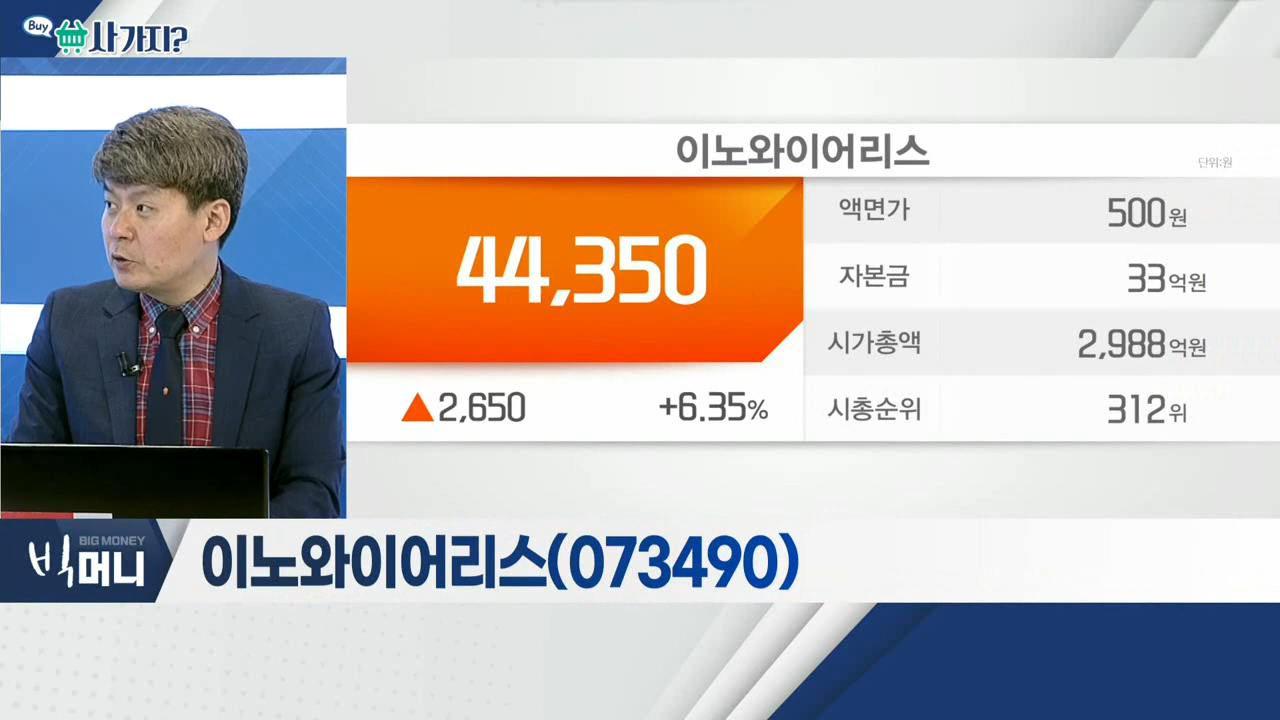 Buy
사가지?
이노와이어리스
단위:원
44,350
▲2,650 +6.35%
액면가 500원
자본금 33억원
시가총액 2,988억원
시총순위 312위
BIG MONEY
빅머니
이노와이어리스(073490)